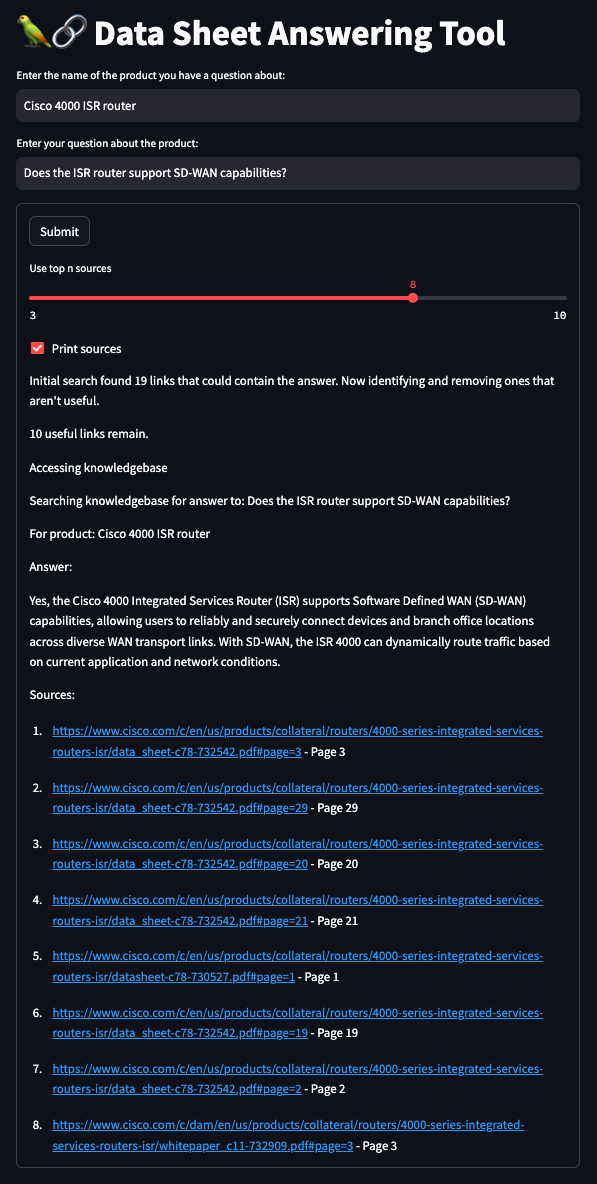 Data Sheet Answering Tool
Enter the name of the product you have a question about:
Cisco 4000 ISR router
Enter your question about the product:
Does the ISR router support SD-WAN capabilities?
Submit
Use top n sources
8
3 10
Print sources
Initial search found 19 links that could contain the answer. Now identifying and removing ones that
aren't useful.
10 useful links remain.
Accessing knowledgebase
Searching knowledgebase for answer to: Does the ISR router support SD-WAN capabilities?
For product: Cisco 4000 ISR router
Answer:
Yes, the Cisco 4000 Integrated Services Router (ISR) supports Software Defined WAN (SD-WAN)
capabilities, allowing users to reliably and securely connect devices and branch office locations
across diverse WAN transport links. With SD-WAN, the ISR 4000 can dynamically route traffic based
on current application and network conditions.
Sources:
1. https://www.cisco.com/c/en/us/products/collateral/routers/4000-series-integrated-services-
routers-isr/data_sheet-c78-732542.pdf#page=3 - Page 3
2. https://www.cisco.com/c/en/us/products/collateral/routers/4000-series-integrated-services-
routers-isr/data_sheet-c78-732542.pdf#page=29 - Page 29
3. https://www.cisco.com/c/en/us/products/collateral/routers/4000-series-integrated-services-
routers-isr/data_sheet-c78-732542.pdf#page=20 - Page 20
4. https://www.cisco.com/c/en/us/products/collateral/routers/4000-series-integrated-services-
routers-isr/data_sheet-c78-732542.pdf#page=21 - Page 21
5. https://www.cisco.com/c/en/us/products/collateral/routers/4000-series-integrated-services-
routers-isr/datasheet-c78-730527.pdf#page=1 - Page 1
6. https://www.cisco.com/c/en/us/products/collateral/routers/4000-series-integrated-services-
routers-isr/data_sheet-c78-732542.pdf#page=19 - Page 19
7. https://www.cisco.com/c/en/us/products/collateral/routers/4000-series-integrated-services-
routers-isr/data_sheet-c78-732542.pdf#page=2 - Page 2
8. https://www.cisco.com/c/dam/en/us/products/collateral/routers/4000-series-integrated-
services-routers-isr/whitepaper_c11-732909.pdf#page=3 - Page 3